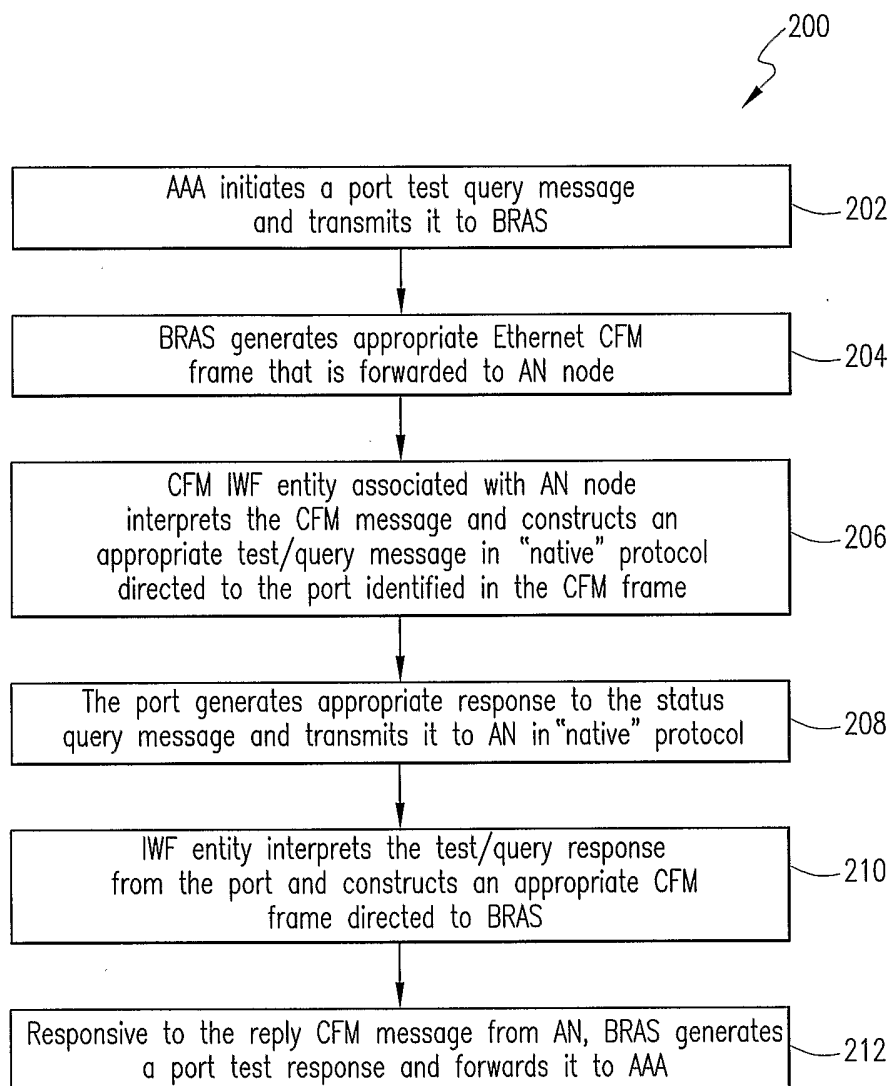 200
AAA initiates a port test query message
and transmits it to BRAS
202
BRAS generates appropriate Ethernet CFM
frame that is forwarded to AN node
204
CFM IWF entity associated with AN node
interprets the CFM message and constructs an
appropriate test/query message in "native" protocol
directed to the port identified in the CFM frame
206
The port generates appropriate response to the status
query message and transmits it to AN in "native" protocol
208
IWF entity interprets the test/query response
from the port and constructs an appropriate CFM
frame directed to BRAS
210
Responsive to the reply CFM message from AN, BRAS generates
a port test response and forwards it to AAA
212